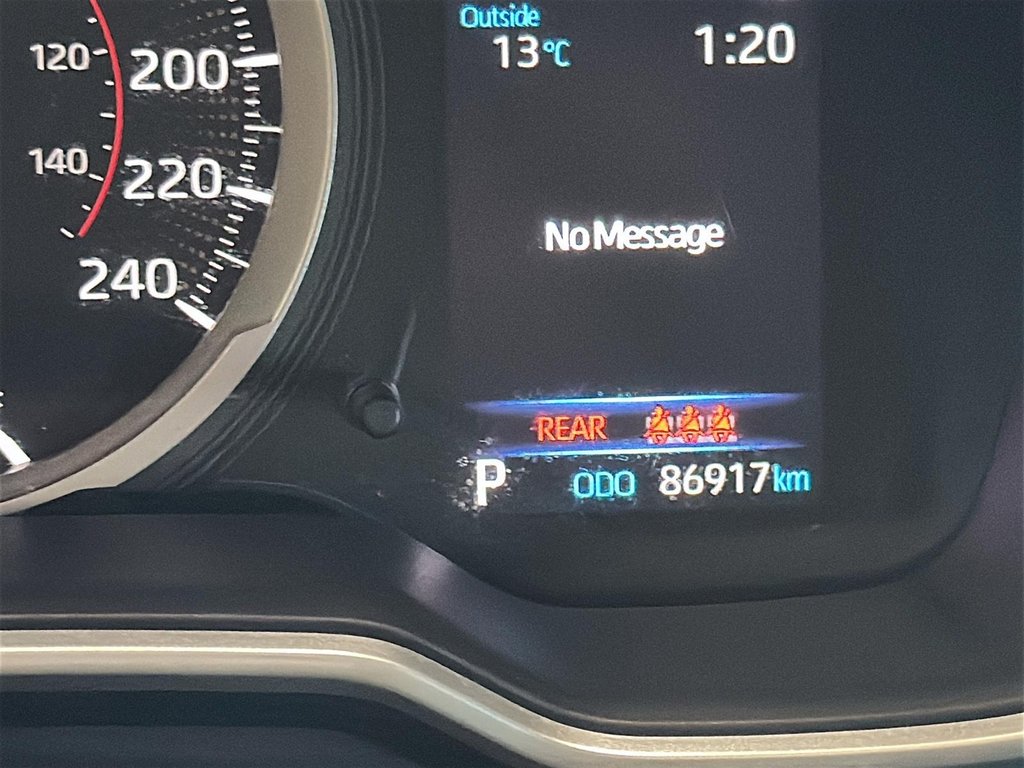 Outside
13°C 1:20
120 200
140 220
240
No Message
REAR
P ODO 86917km